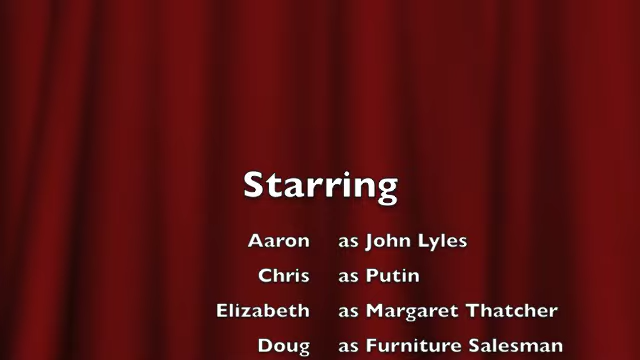 Starring
Aaron as John Lyles
Chris as Putin
Elizabeth as Margaret Thatcher
Doug as Furniture Salesman